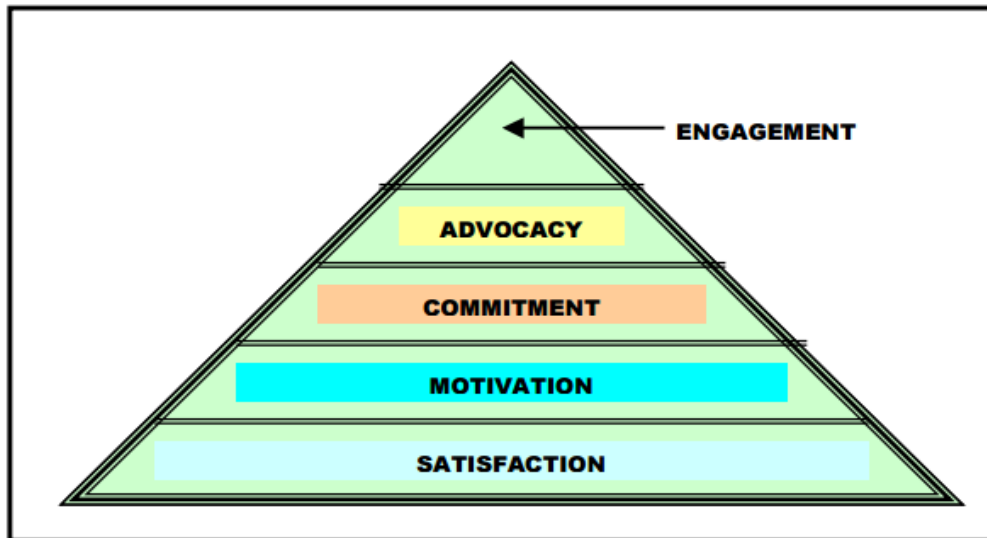 ENGAGEMENT
ADVOCACY
COMMITMENT
MOTIVATION
SATISFACTION